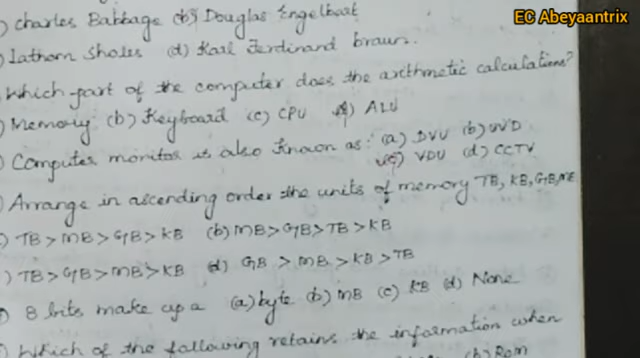 EC Abeyaantrix
) Charles Babbage (b) Douglas Engelbart
) Lathom Sholes (d) Karl Ferdinand braun.
Which part of the computer does the arithmetic calculations?
) Memory (b) Keyboard (c) CPU (d) ALU
) Computer monitor is also known as : (a) DVU (b) UVD
(c) VDU (d) CCTV
) Arrange in ascending order the units of memory TB, KB, GB, MB
) TB > MB > GB > KB (b) MB > GB > TB > KB
) TB > GB > MB > KB (d) GB > MB > KB > TB
) 8 bits make up a (a) byte (b) MB (c) KB (d) None
) Which of the following retains the information when
(b) Rom